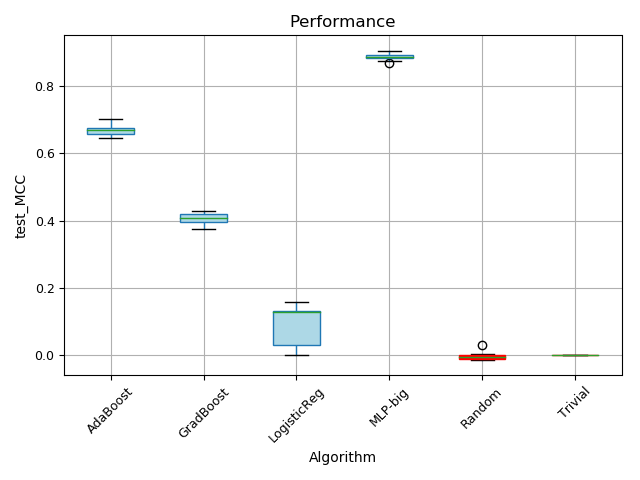 Performance
test_MCC
0.8
0.6
0.4
0.2
0.0
AdaBoost
GradBoost
LogisticReg
MLP-big
Random
Trivial
Algorithm